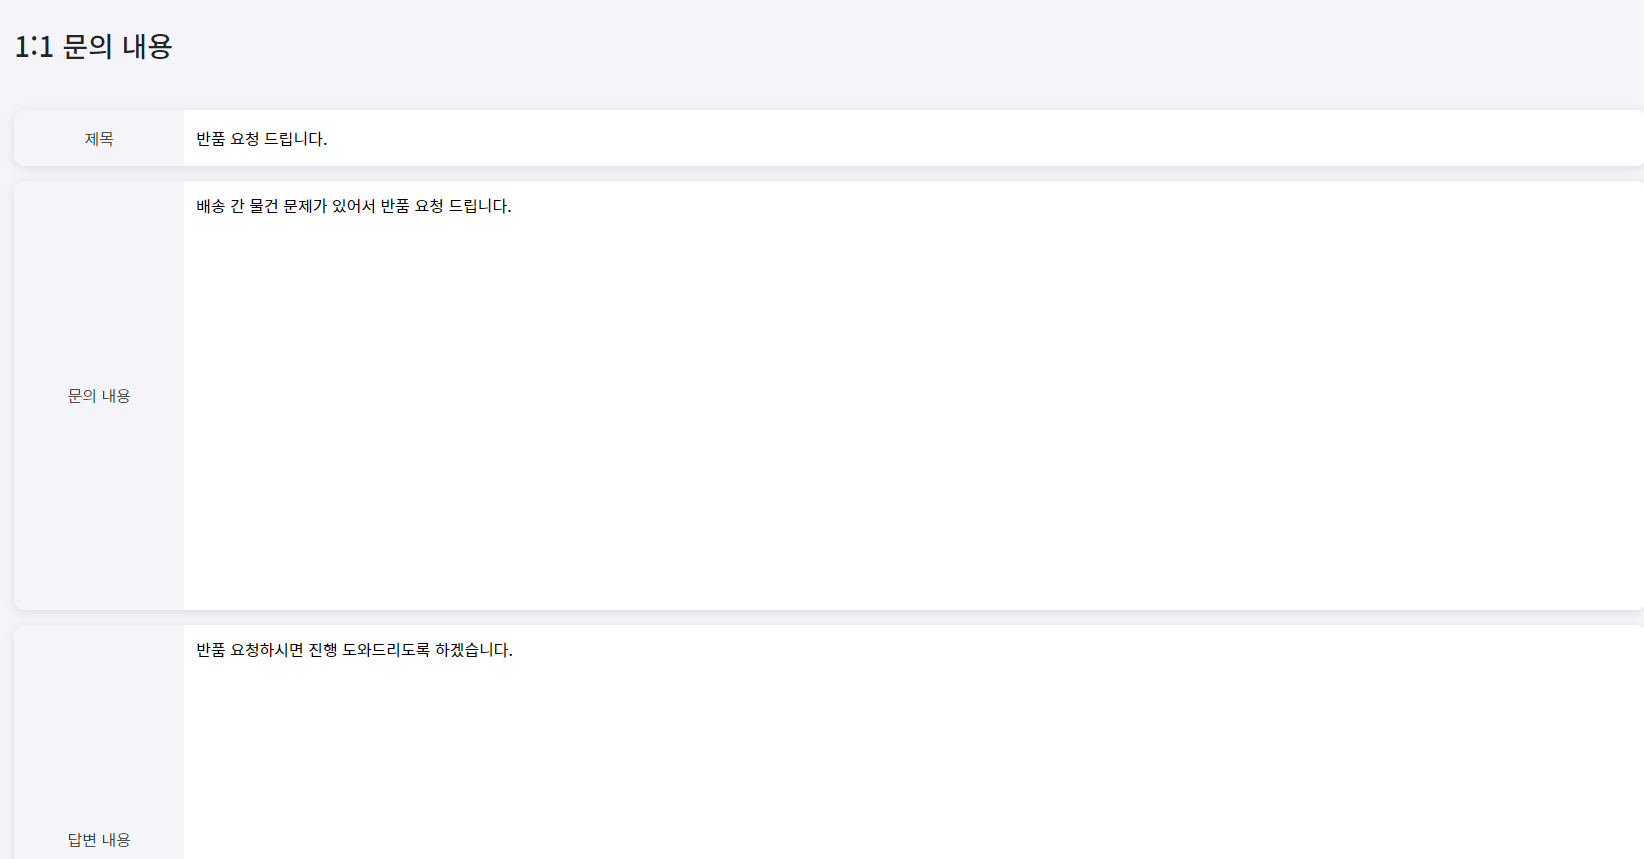 1:1 문의 내용
제목
반품 요청 드립니다.
문의 내용
배송 간 물건 문제가 있어서 반품 요청 드립니다.
답변 내용
반품 요청하시면 진행 도와드리도록 하겠습니다.